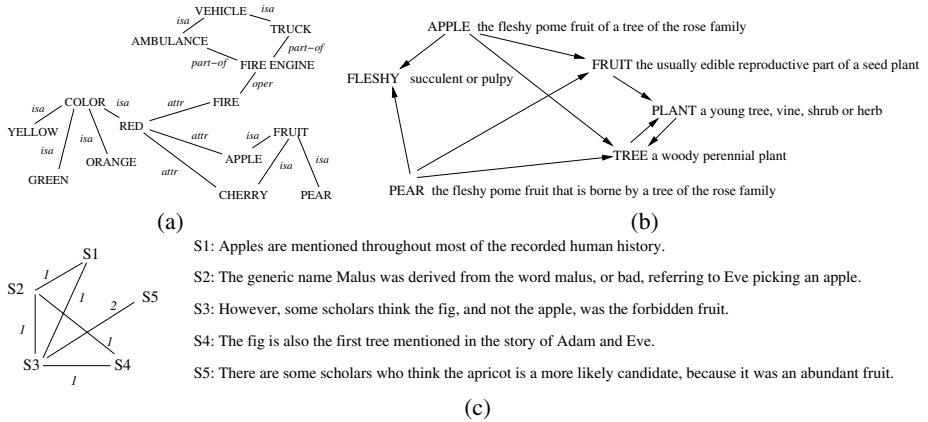 VEHICLE
isa
isa
TRUCK
AMBULANCE
part-of
part-of
FIRE ENGINE
oper
COLOR
isa
isa
attr
FIRE
YELLOW
RED
isa
attr
isa
FRUIT
isa
ORANGE
APPLE
isa
isa
GREEN
attr
CHERRY
PEAR
(a)
APPLE the fleshy pome fruit of a tree of the rose family
FRUIT the usually edible reproductive part of a seed plant
FLESHY succulent or pulpy
PLANT a young tree, vine, shrub or herb
TREE a woody perennial plant
PEAR the fleshy pome fruit that is borne by a tree of the rose family
(b)
S1
1
S2
1
2
S5
1
1
S3
S4
1
S1: Apples are mentioned throughout most of the recorded human history.
S2: The generic name Malus was derived from the word malus, or bad, referring to Eve picking an apple.
S3: However, some scholars think the fig, and not the apple, was the forbidden fruit.
S4: The fig is also the first tree mentioned in the story of Adam and Eve.
S5: There are some scholars who think the apricot is a more likely candidate, because it was an abundant fruit.
(c)